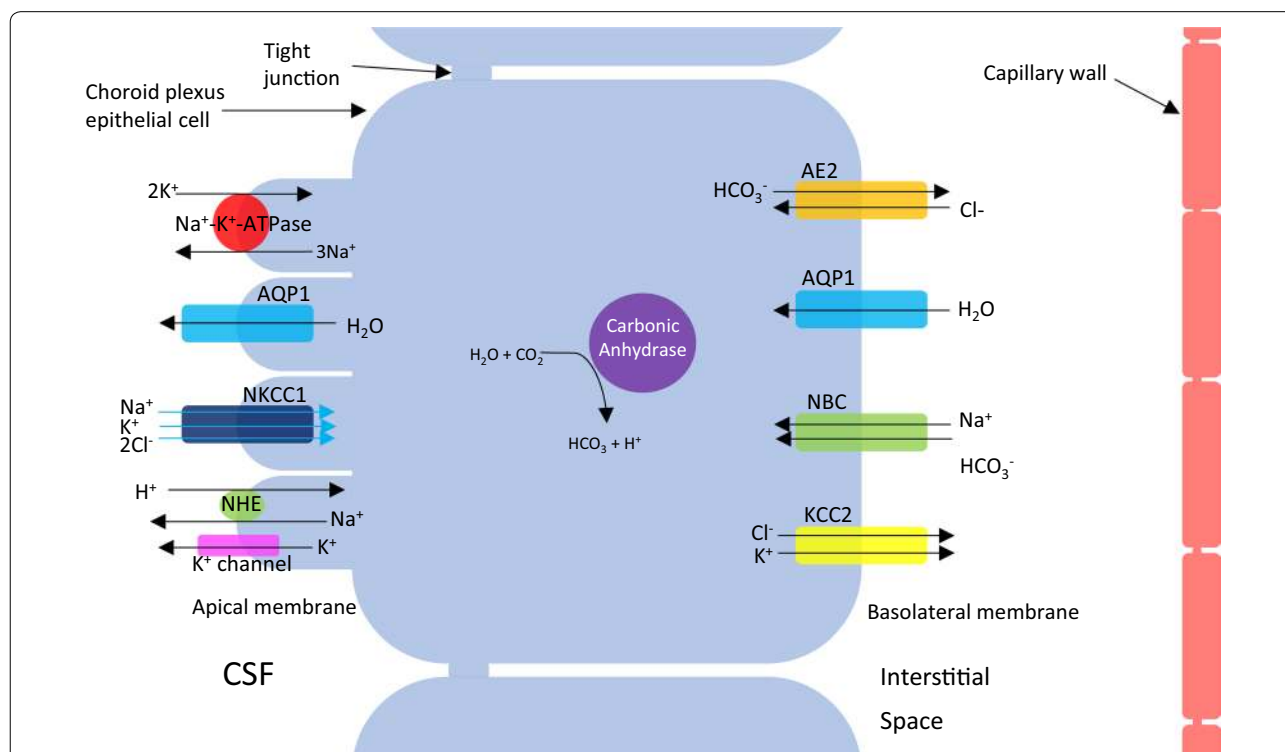 Tight
junction
Choroid plexus
epithelial cell
Capillary wall
2K⁺
Na⁺-K⁺-ATPase
3Na⁺
AQP1
H₂O
NKCC1
Na⁺
K⁺
2Cl⁻
H⁺
NHE
Na⁺
K⁺
K⁺ channel
Apical membrane
CSF
Carbonic
Anhydrase
H₂O + CO₂
HCO₃ + H⁺
AE2
HCO₃⁻
Cl-
AQP1
H₂O
NBC
Na⁺
HCO₃⁻
KCC2
Cl⁻
K⁺
Basolateral membrane
Interstitial
Space